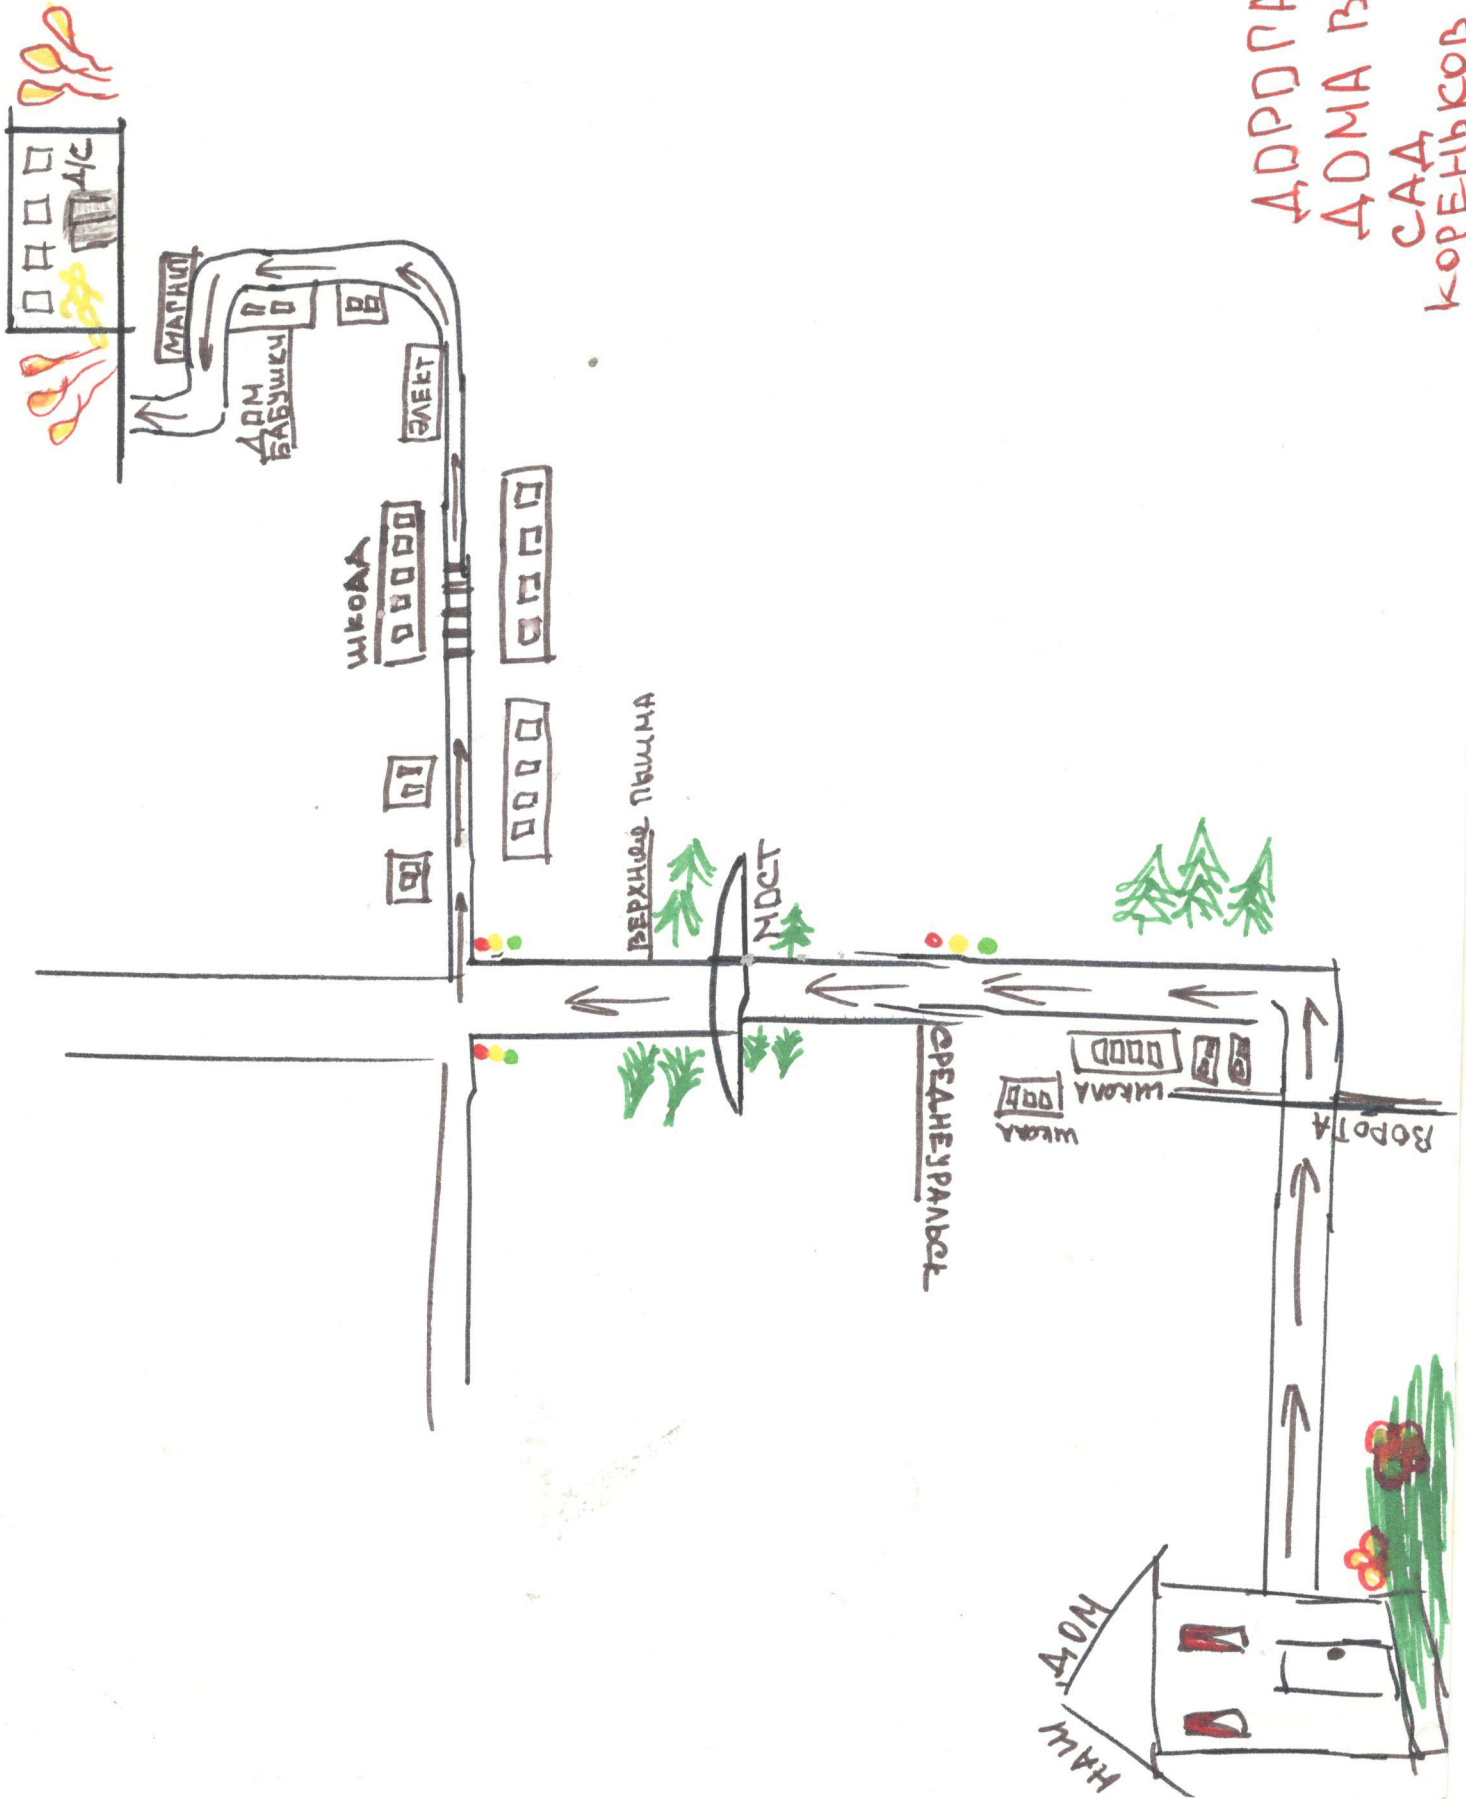 ДОРОГА
ДОМА В
САД
КОРЕНЬКОВ
Д/С
МАГНИТ
ДОМ
БАБУШКИ
ЭЛЕКТ
ШКОЛА
ВЕРХНЯЯ ПЫШМА
МОСТ
СРЕДНЕУРАЛЬСК
ШКОЛА
ШКОЛА
ВОРОТА
НАШ ДОМ